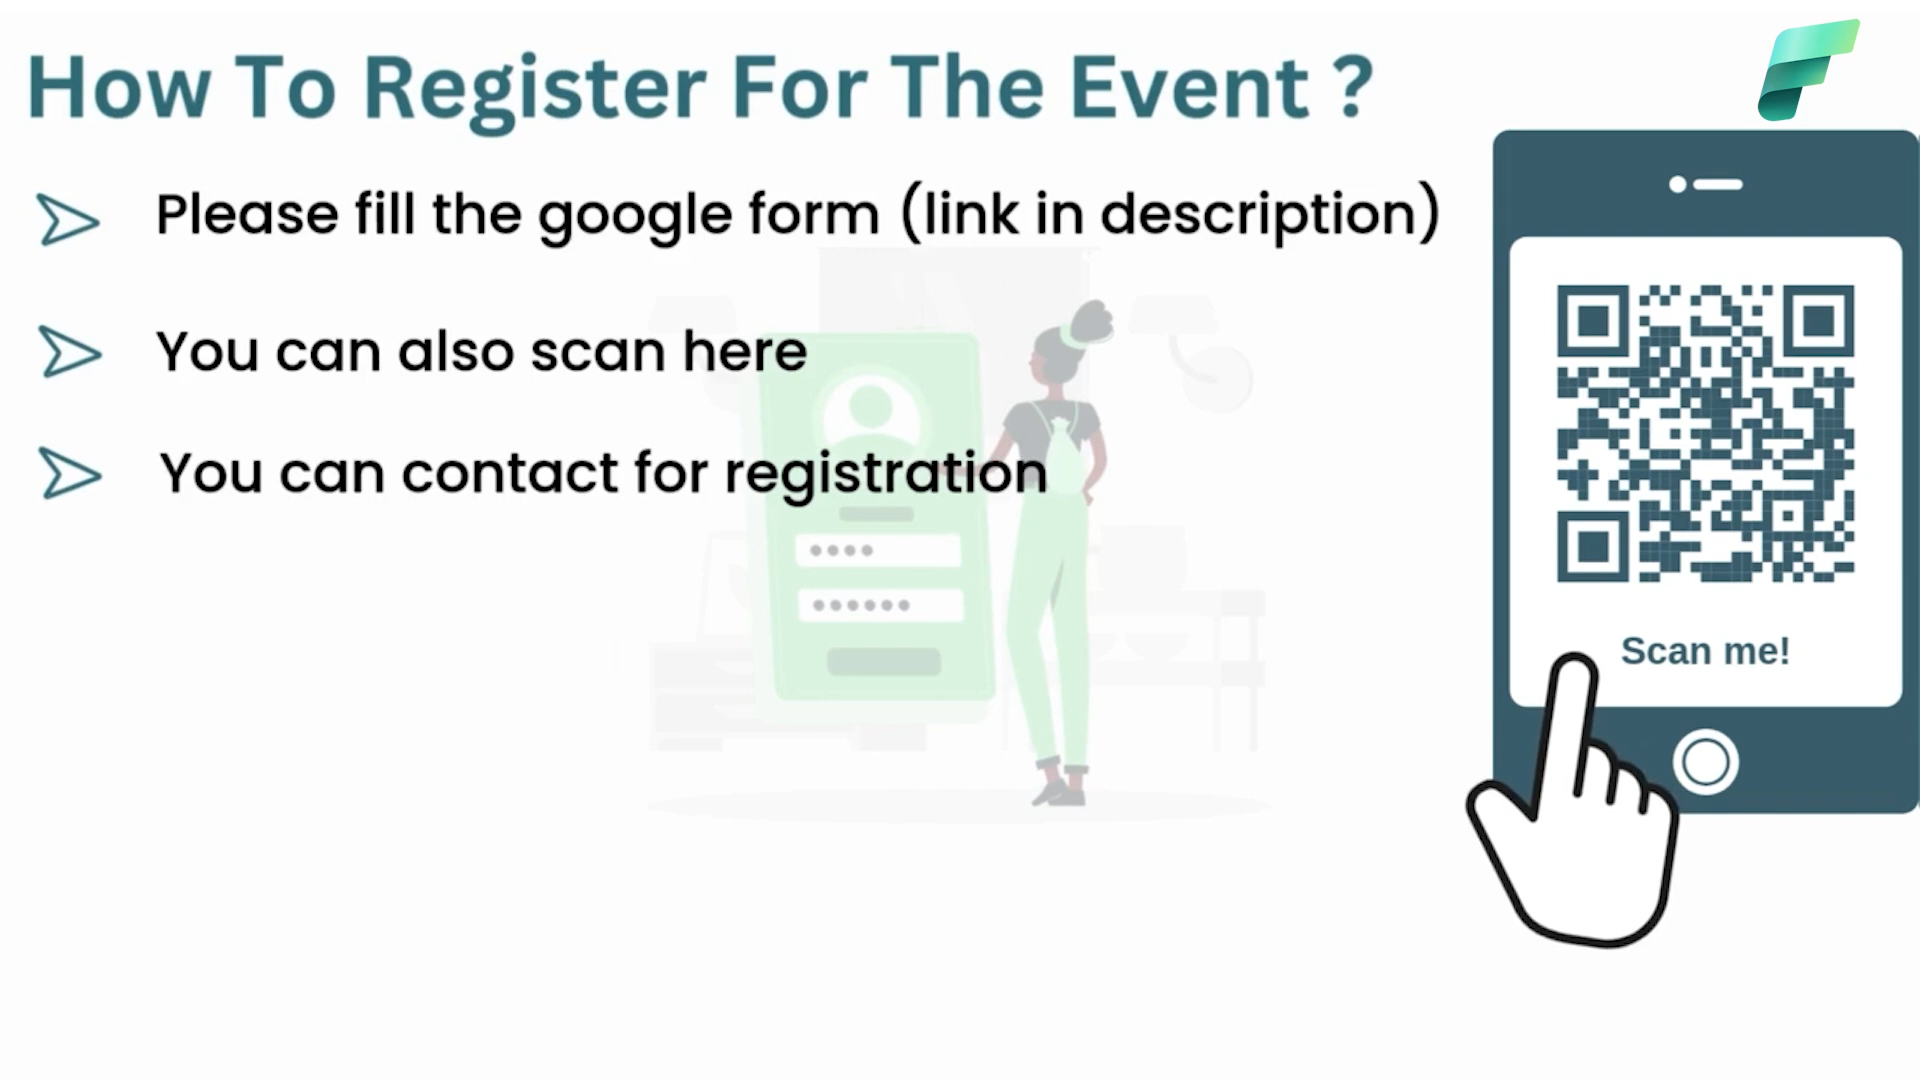 How To Register For The Event ?
Please fill the google form (link in description)
You can also scan here
You can contact for registration
Scan me!